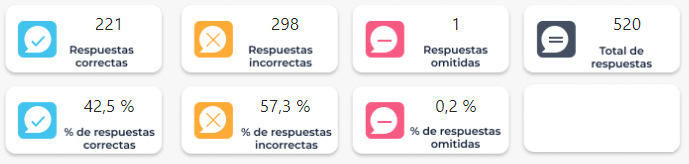 221
Respuestas
correctas
298
Respuestas
incorrectas
1
Respuestas
omitidas
520
Total de
respuestas
42,5 %
% de respuestas
correctas
57,3 %
% de respuestas
incorrectas
0,2 %
% de respuestas
omitidas